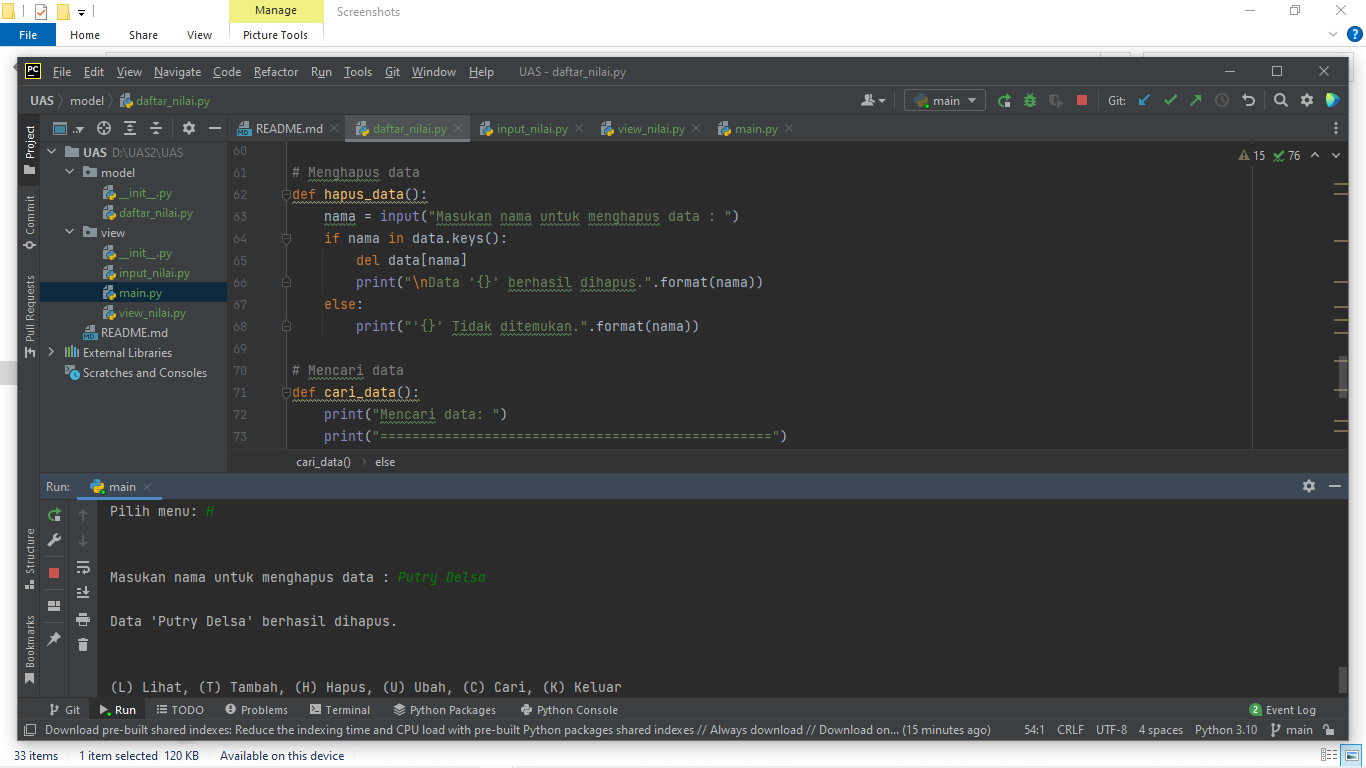 Manage
Screenshots
File Home Share View Picture Tools
PC File Edit View Navigate Code Refactor Run Tools Git Window Help UAS - daftar_nilai.py
UAS model daftar_nilai.py
main
Git:
Project
README.md daftar_nilai.py input_nilai.py view_nilai.py main.py
UAS D:\UAS2\UAS
model
__init__.py
daftar_nilai.py
view
__init__.py
input_nilai.py
main.py
view_nilai.py
README.md
External Libraries
Scratches and Consoles
Commit
Pull Requests
15 76
60
61 # Menghapus data
62 def hapus_data():
63 nama = input("Masukan nama untuk menghapus data : ")
64 if nama in data.keys():
65 del data[nama]
66 print("\nData '{}' berhasil dihapus.".format(nama))
67 else:
68 print("'{}' Tidak ditemukan.".format(nama))
69
70 # Mencari data
71 def cari_data():
72 print("Mencari data: ")
73 print("=================================================")
cari_data() else
Run: main
Pilih menu: H
Masukan nama untuk menghapus data : Putry Delsa
Data 'Putry Delsa' berhasil dihapus.
(L) Lihat, (T) Tambah, (H) Hapus, (U) Ubah, (C) Cari, (K) Keluar
Structure
Bookmarks
Git Run TODO Problems Terminal Python Packages Python Console 2 Event Log
Download pre-built shared indexes: Reduce the indexing time and CPU load with pre-built Python packages shared indexes // Always download // Download on... (15 minutes ago) 54:1 CRLF UTF-8 4 spaces Python 3.10 main
33 items 1 item selected 120 KB Available on this device